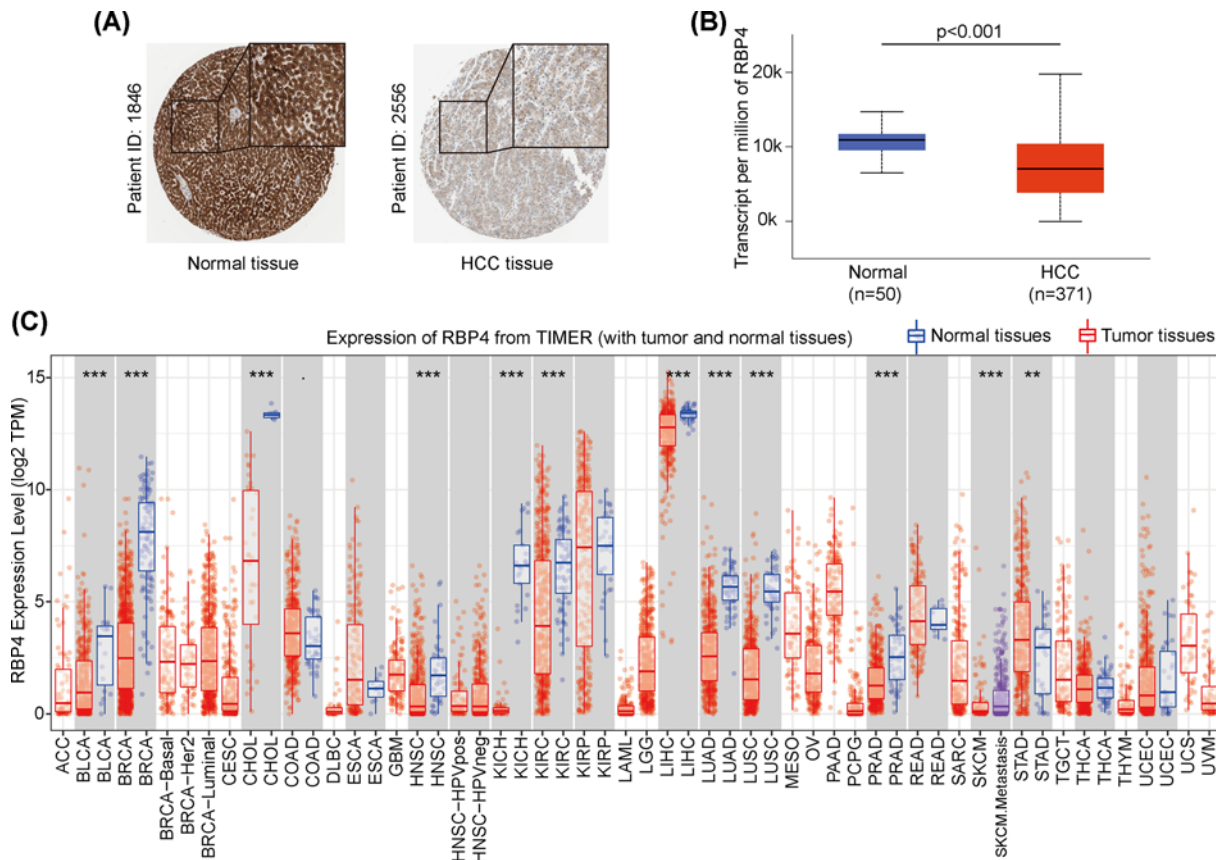 (A)
Patient ID: 1846
Normal tissue
Patient ID: 2556
HCC tissue
(B)
p<0.001
Transcript per million of RBP4
20k
10k
0k
Normal
(n=50)
HCC
(n=371)
(C)
Expression of RBP4 from TIMER (with tumor and normal tissues)
Normal tissues
Tumor tissues
*** *** *** . *** *** *** *** *** *** *** *** **
RBP4 Expression Level (log2 TPM)
15
10
5
0
ACC
BLCA
BLCA
BRCA
BRCA
BRCA-Basal
BRCA-Her2
BRCA-Luminal
CESC
CHOL
CHOL
COAD
COAD
DLBC
ESCA
ESCA
GBM
HNSC
HNSC
HNSC-HPVpos
HNSC-HPVneg
KICH
KICH
KIRC
KIRC
KIRP
KIRP
LAML
LGG
LIHC
LIHC
LUAD
LUAD
LUSC
LUSC
MESO
OV
PAAD
PCPG
PRAD
PRAD
READ
READ
SARC
SKCM
SKCM.Metastasis
STAD
STAD
TGCT
THCA
THCA
THYM
UCEC
UCEC
UCS
UVM